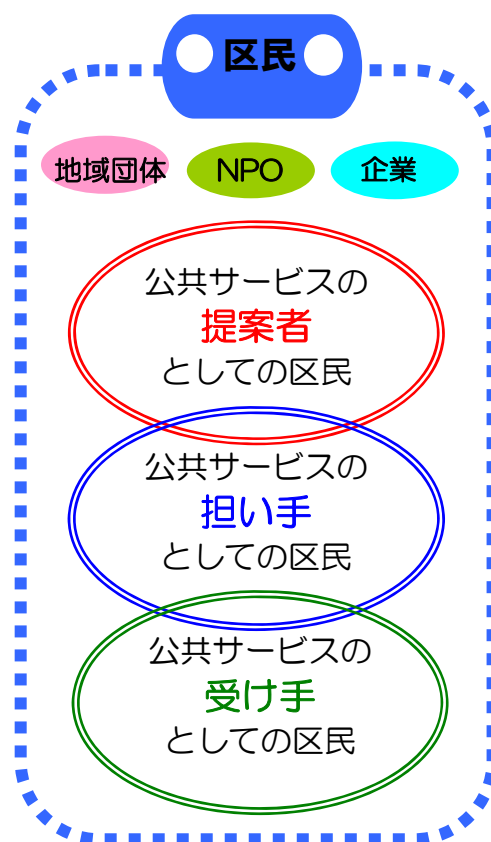 区民
地域団体
NPO
企業
公共サービスの
提案者
としての区民
公共サービスの
担い手
としての区民
公共サービスの
受け手
としての区民